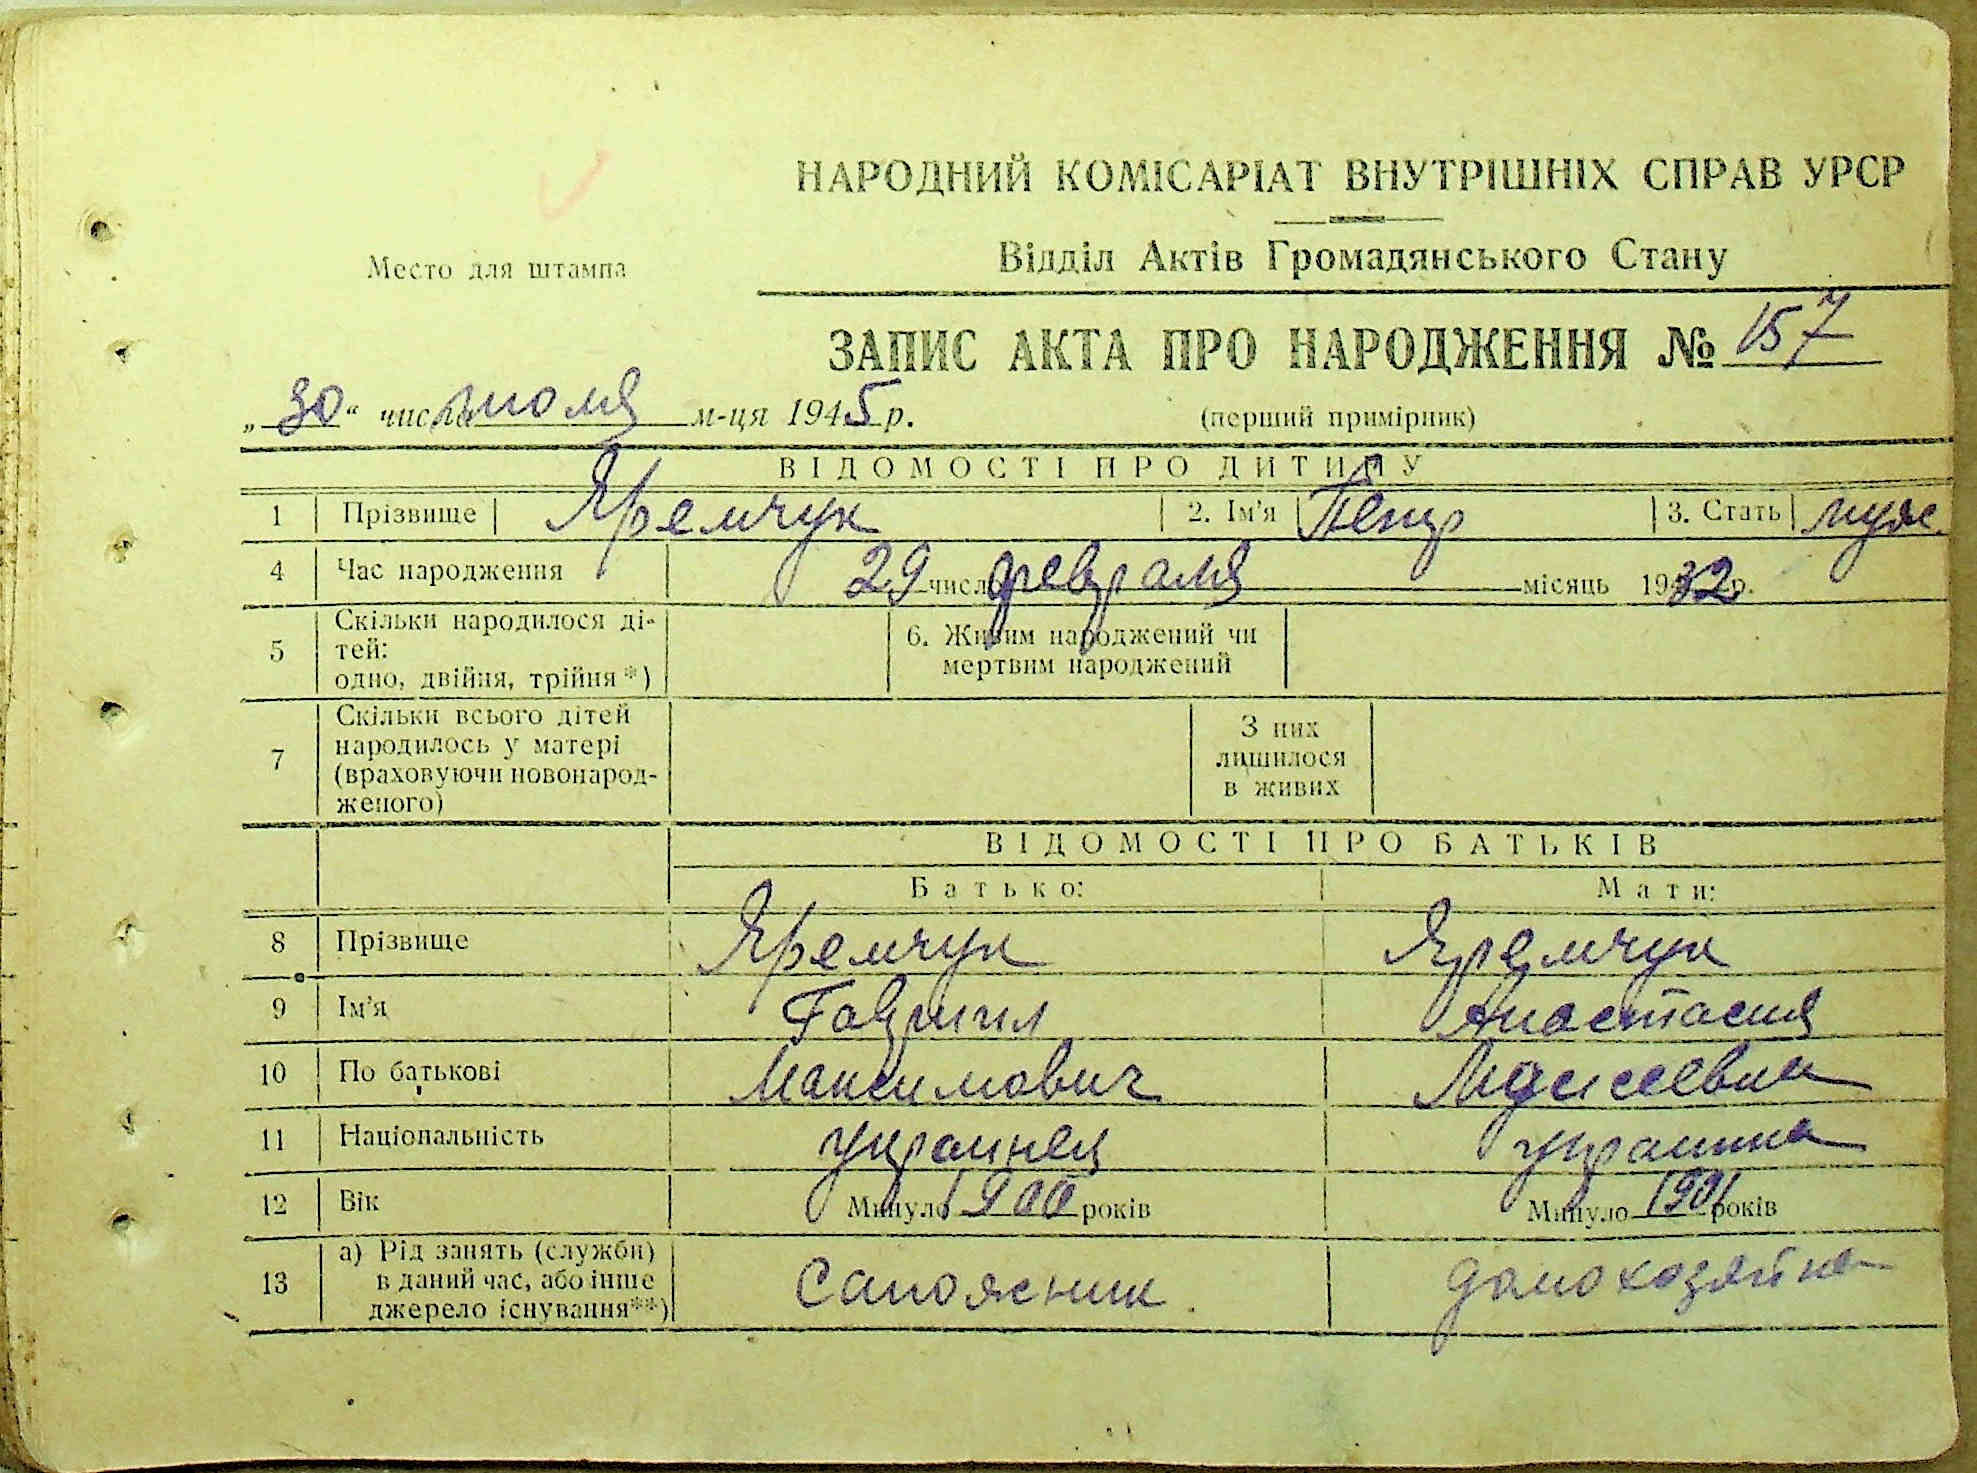 НАРОДНИЙ КОМІСАРІАТ ВНУТРІШНІХ СПРАВ УРСР
Место для штампа
Відділ Актів Громадянського Стану
ЗАПИС АКТА ПРО НАРОДЖЕННЯ № 157
„30“ числа июля м-ця 1945 р.
(перший примірник)
ВІДОМОСТІ ПРО ДИТИНУ
1 Прізвище Яремчук 2. Ім'я Петр 3. Стать муж.
4 Час народження 29 число февраля місяць 1932 р.
5 Скільки народилося ді-
тей:
одно, двійня, трійня *)
6. Живим народжений чи
мертвим народжений
7 Скільки всього дітей
народилось у матері
(враховуючи новонарод-
женого)
З них
лишилося
в живих
ВІДОМОСТІ ПРО БАТЬКІВ
Батько: Мати:
8 Прізвище Яремчук Яремчук
9 Ім'я Гавриил Анастасия
10 По батькові Максимович Моисеевна
11 Національність украинец украинка
12 Вік Минуло 1900 років Минуло 1901 років
13 а) Рід занять (служби)
в даний час, або інше
джерело існування**)
Сапожник. домохозяйка